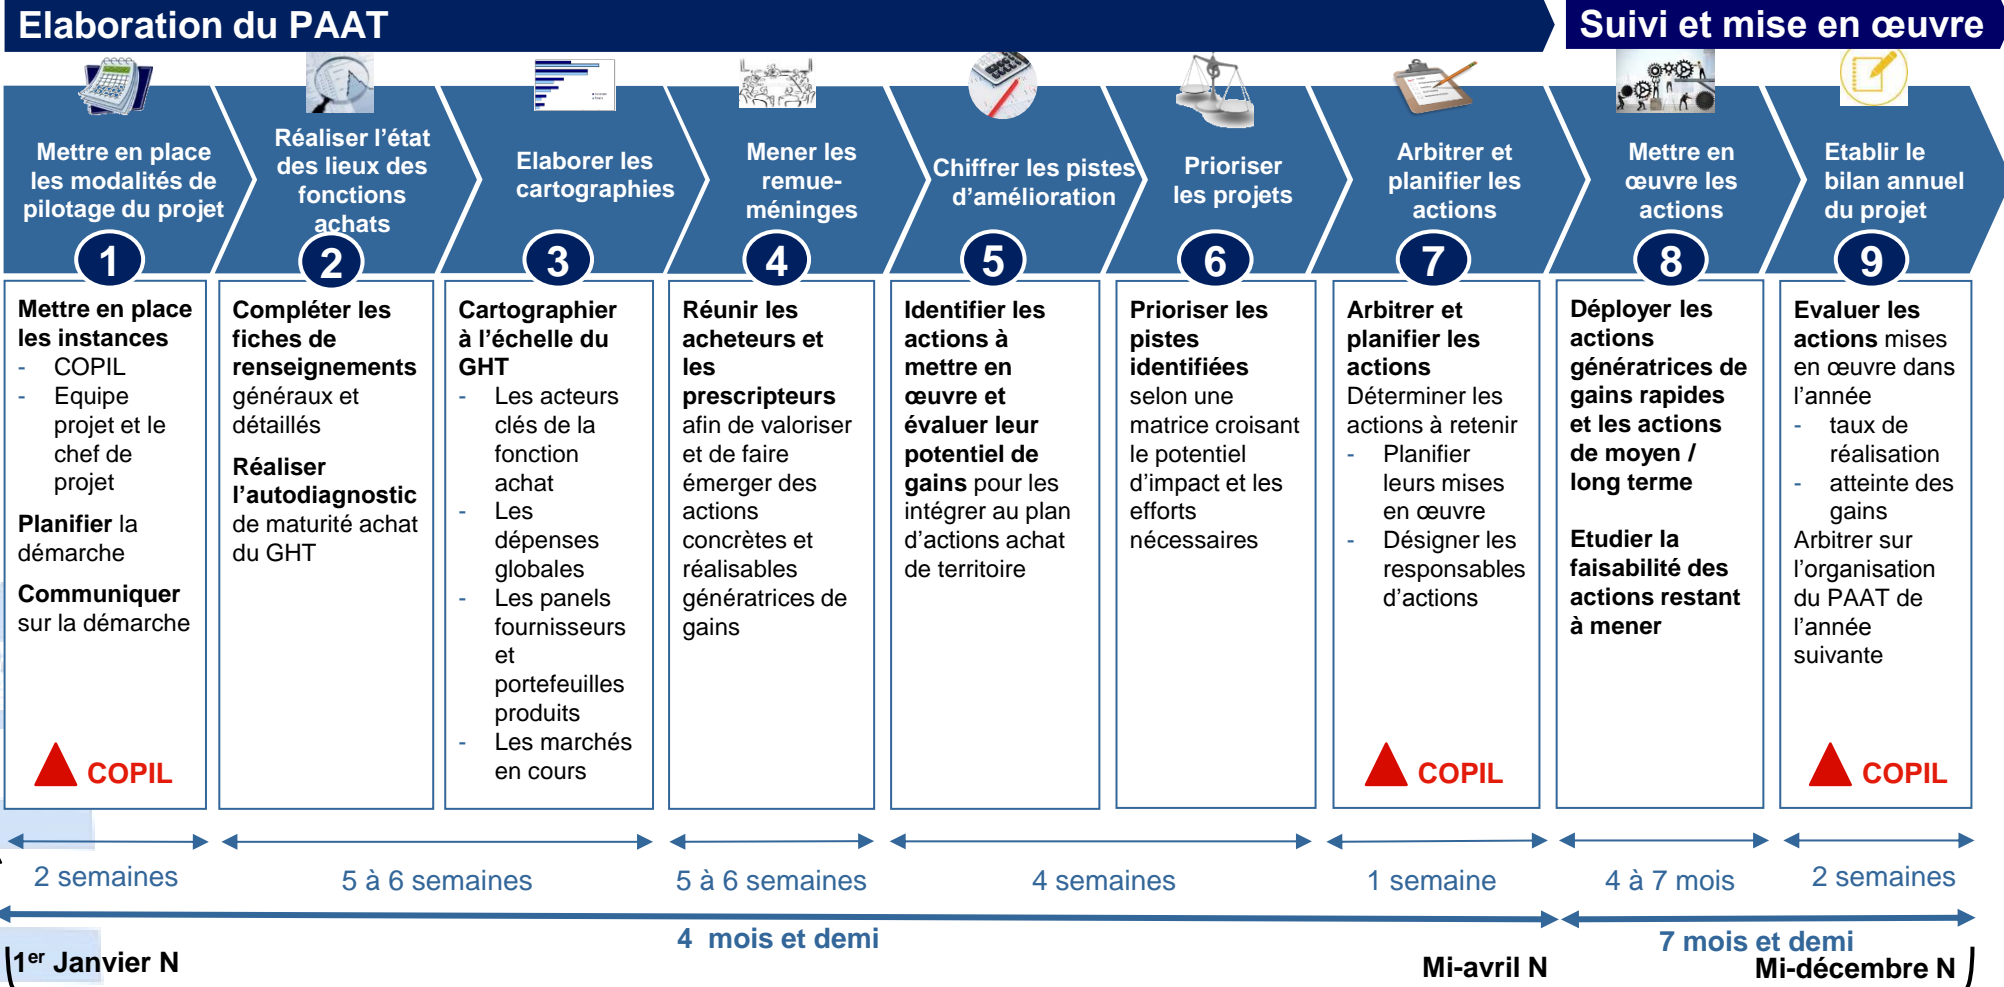 Elaboration du PAAT
Suivi et mise en œuvre
Mettre en place
les modalités de
pilotage du projet
1
Réaliser l’état
des lieux des
fonctions
achats
2
Elaborer les
cartographies
3
Mener les
remue-
méninges
4
Chiffrer les pistes
d’amélioration
5
Prioriser
les projets
6
Arbitrer et
planifier les
actions
7
Mettre en
œuvre les
actions
8
Etablir le
bilan annuel
du projet
9
Mettre en place
les instances
- COPIL
- Equipe
projet et le
chef de
projet
Planifier la
démarche
Communiquer
sur la démarche
COPIL
Compléter les
fiches de
renseignements
généraux et
détaillés
Réaliser
l’autodiagnostic
de maturité achat
du GHT
Cartographier
à l’échelle du
GHT
- Les acteurs
clés de la
fonction
achat
- Les
dépenses
globales
- Les panels
fournisseurs
et
portefeuilles
produits
- Les marchés
en cours
Réunir les
acheteurs et
les
prescripteurs
afin de valoriser
et de faire
émerger des
actions
concrètes et
réalisables
génératrices de
gains
Identifier les
actions à
mettre en
œuvre et
évaluer leur
potentiel de
gains pour les
intégrer au plan
d’actions achat
de territoire
Prioriser les
pistes
identifiées
selon une
matrice croisant
le potentiel
d’impact et les
efforts
nécessaires
Arbitrer et
planifier les
actions
Déterminer les
actions à retenir
- Planifier
leurs mises
en œuvre
- Désigner les
responsables
d’actions
COPIL
Déployer les
actions
génératrices de
gains rapides
et les actions
de moyen /
long terme
Etudier la
faisabilité des
actions restant
à mener
Evaluer les
actions mises
en œuvre dans
l’année
- taux de
réalisation
- atteinte des
gains
Arbitrer sur
l’organisation
du PAAT de
l’année
suivante
COPIL
2 semaines
5 à 6 semaines
5 à 6 semaines
4 semaines
1 semaine
4 à 7 mois
2 semaines
4 mois et demi
7 mois et demi
1er Janvier N
Mi-avril N
Mi-décembre N